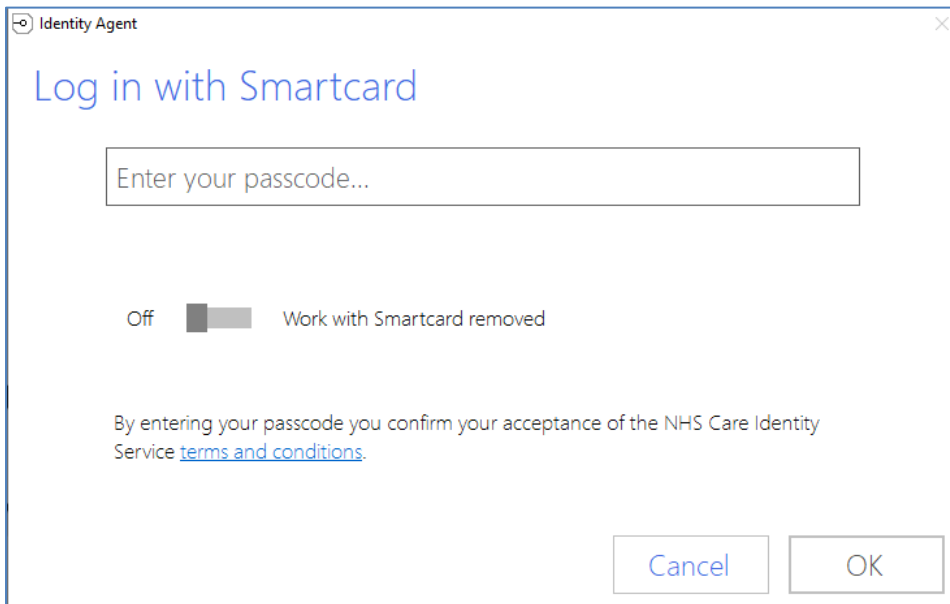 Identity Agent
Log in with Smartcard
Enter your passcode...
Off Work with Smartcard removed
By entering your passcode you confirm your acceptance of the NHS Care Identity
Service terms and conditions.
Cancel OK